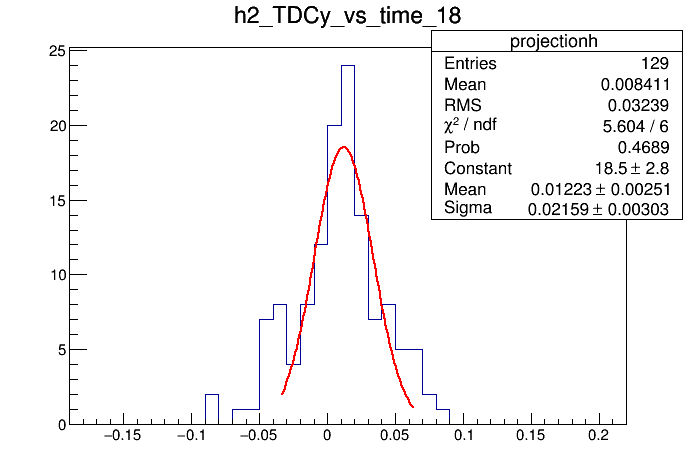 h2_TDCy_vs_time_18
projectionh
Entries 129
Mean 0.008411
RMS 0.03239
χ² / ndf 5.604 / 6
Prob 0.4689
Constant 18.5 ± 2.8
Mean 0.01223 ± 0.00251
Sigma 0.02159 ± 0.00303
25
20
15
10
5
0
−0.15 −0.1 −0.05 0 0.05 0.1 0.15 0.2